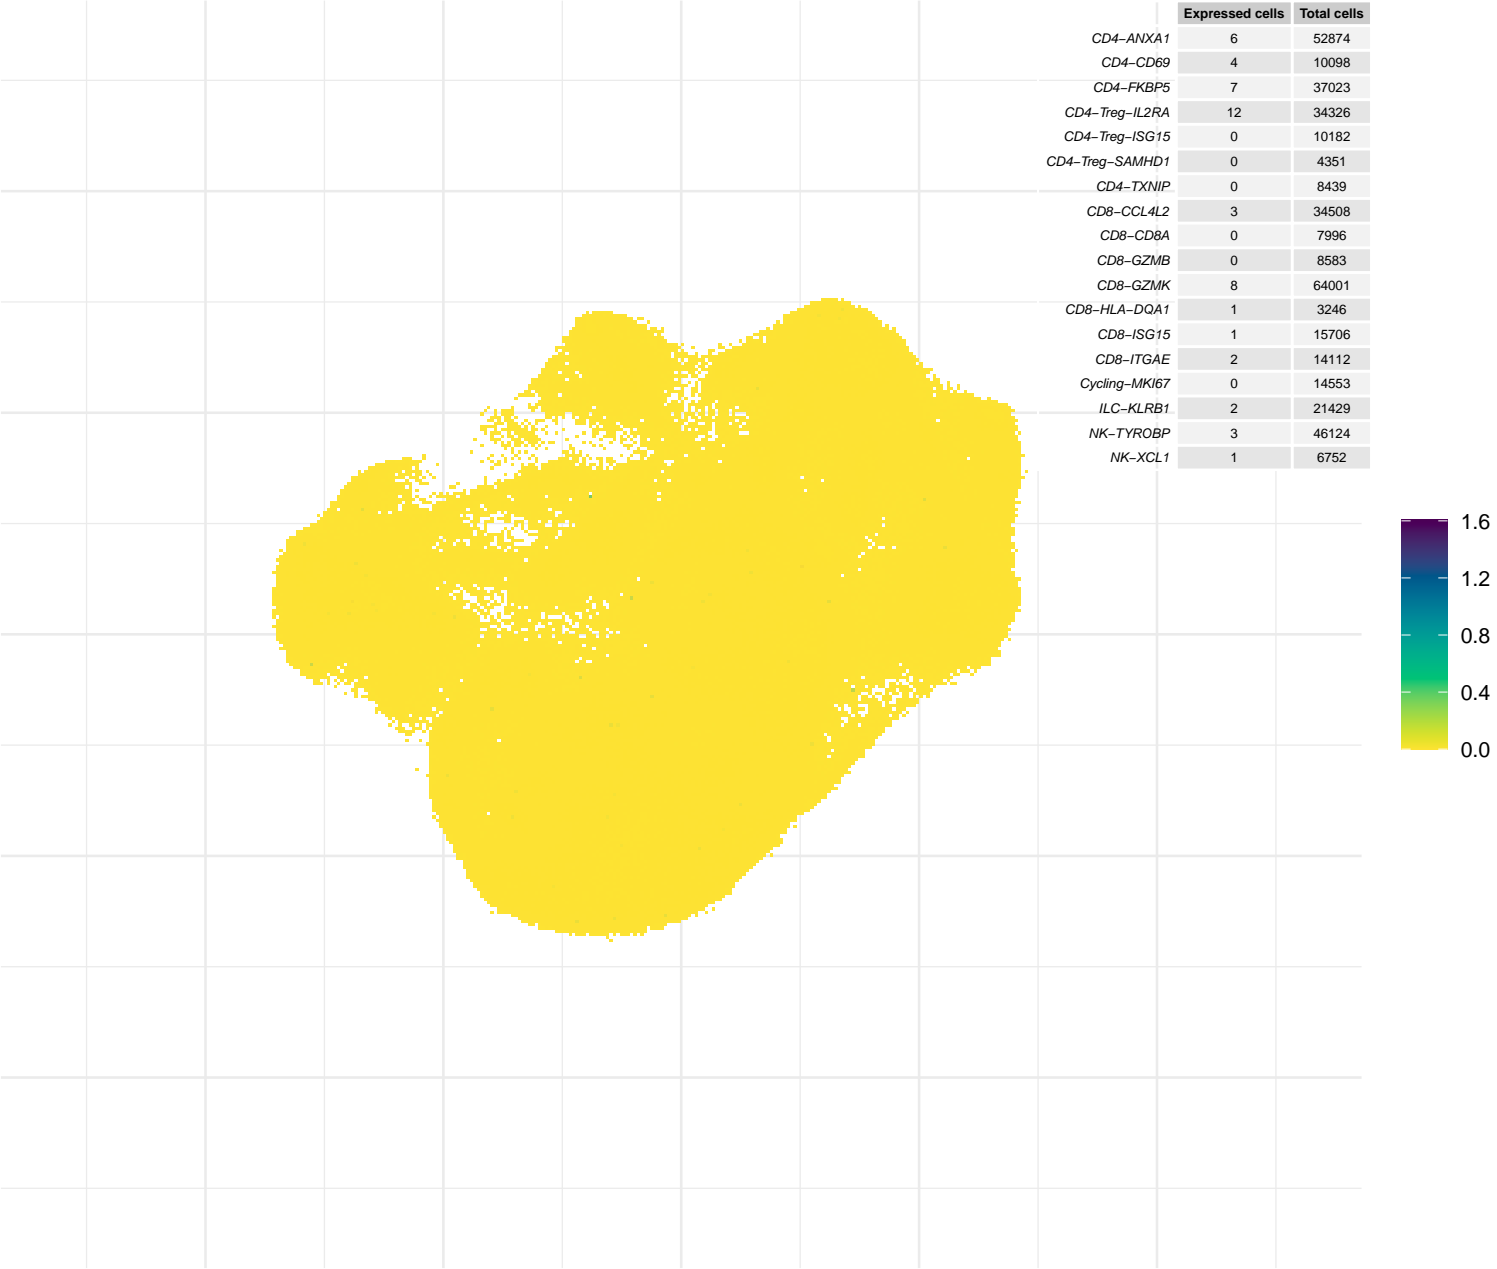 Expressed cells Total cells
CD4−ANXA1 6 52874
CD4−CD69 4 10098
CD4−FKBP5 7 37023
CD4−Treg−IL2RA 12 34326
CD4−Treg−ISG15 0 10182
CD4−Treg−SAMHD1 0 4351
CD4−TXNIP 0 8439
CD8−CCL4L2 3 34508
CD8−CD8A 0 7996
CD8−GZMB 0 8583
CD8−GZMK 8 64001
CD8−HLA−DQA1 1 3246
CD8−ISG15 1 15706
CD8−ITGAE 2 14112
Cycling−MKI67 0 14553
ILC−KLRB1 2 21429
NK−TYROBP 3 46124
NK−XCL1 1 6752
1.6
1.2
0.8
0.4
0.0